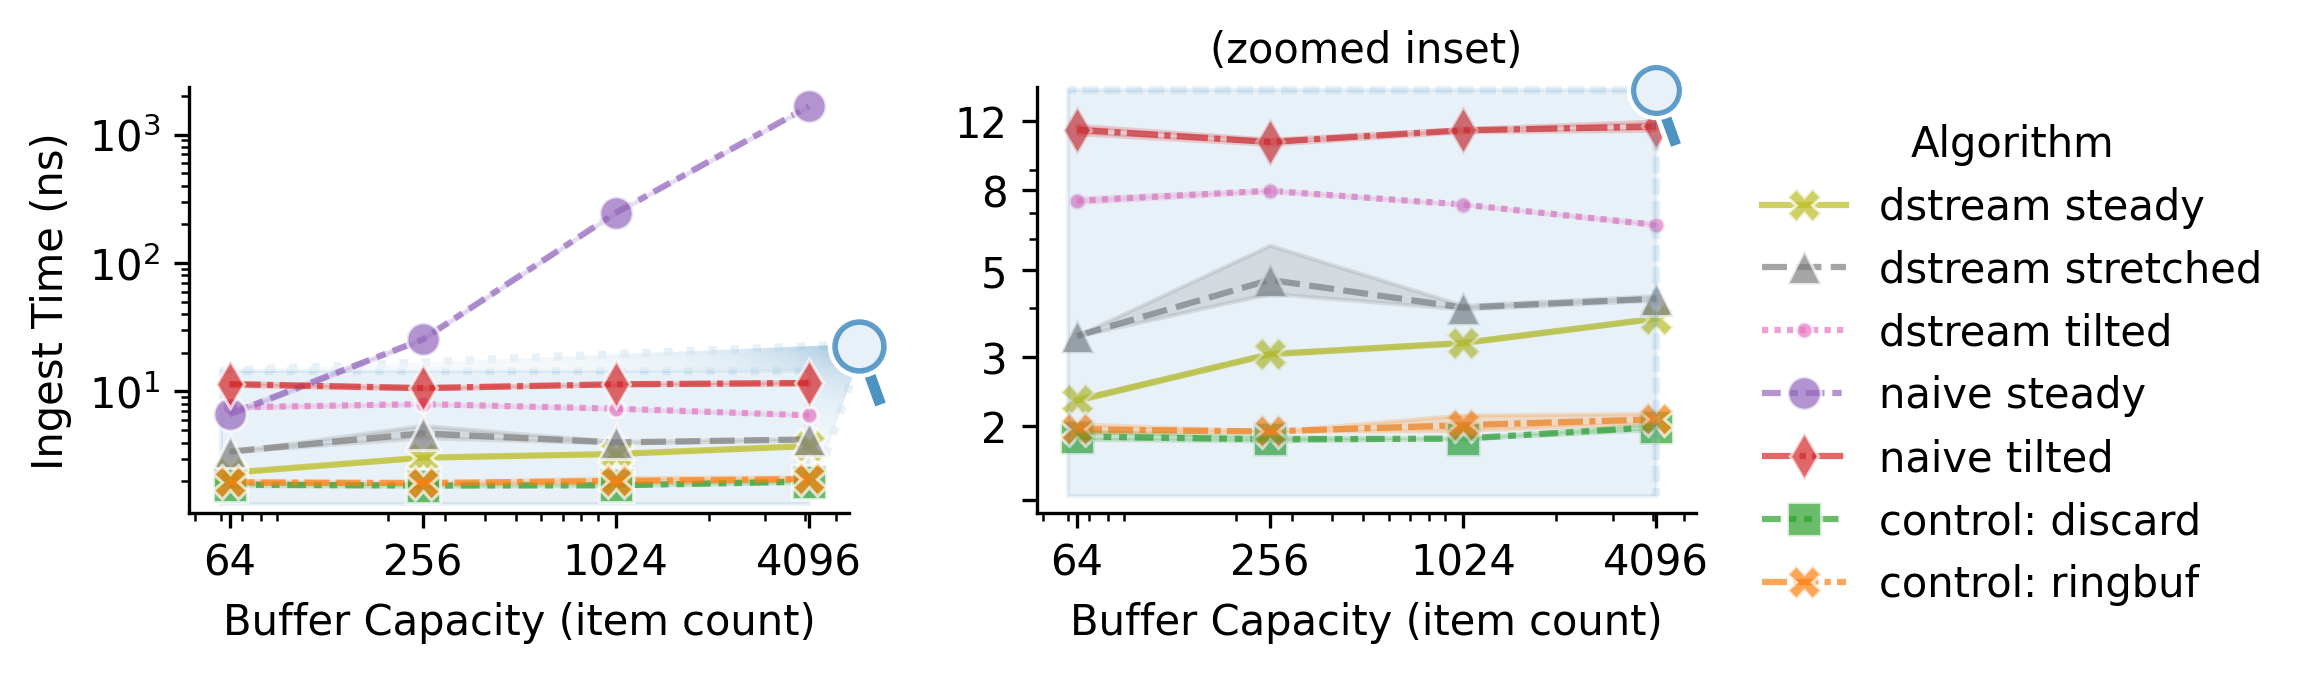 (zoomed inset)
Ingest Time (ns)
10³
10²
10¹
64 256 1024 4096
Buffer Capacity (item count)
12
8
5
3
2
64 256 1024 4096
Buffer Capacity (item count)
Algorithm
dstream steady
dstream stretched
dstream tilted
naive steady
naive tilted
control: discard
control: ringbuf